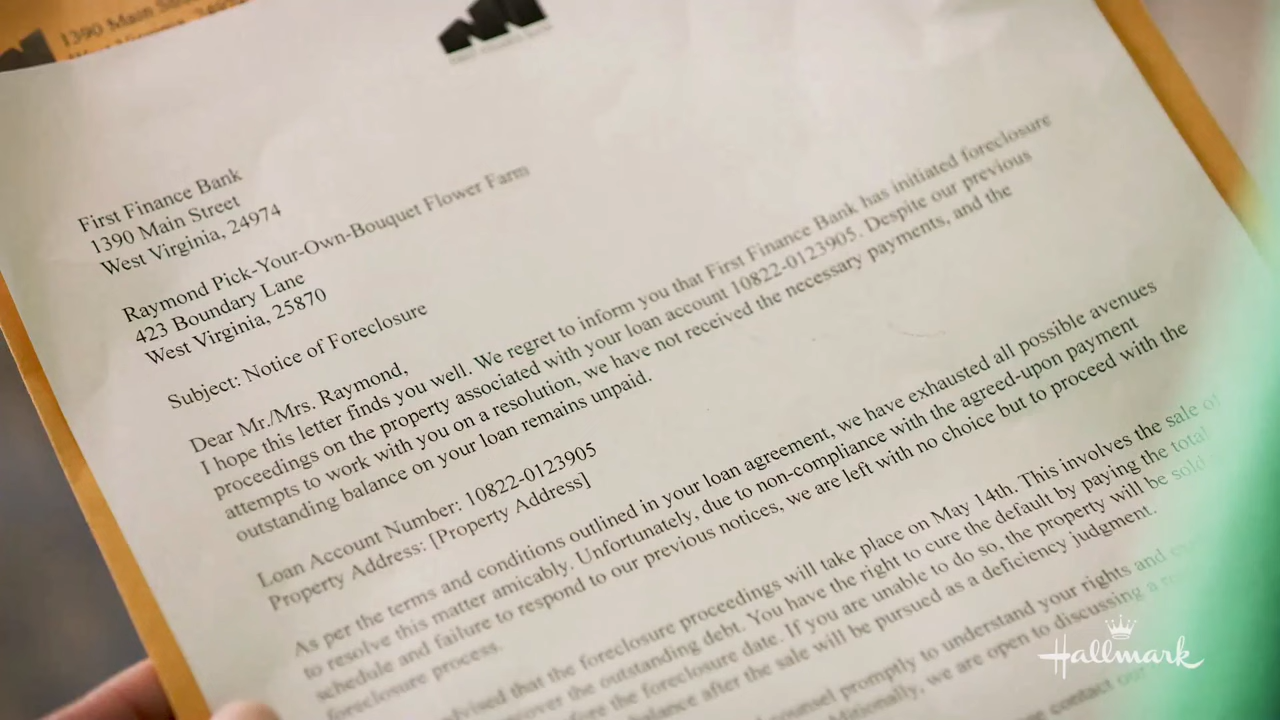 1390 Main
First Finance Bank
1390 Main Street
West Virginia, 24974
Raymond Pick-Your-Own-Bouquet Flower Farm
423 Boundary Lane
West Virginia, 25870
Subject: Notice of Foreclosure
Dear Mr./Mrs. Raymond,
I hope this letter finds you well. We regret to inform you that First Finance Bank has initiated foreclosure
proceedings on the property associated with your loan account 10822-0123905. Despite our previous
attempts to work with you on a resolution, we have not received the necessary payments, and the
outstanding balance on your loan remains unpaid.
Loan Account Number: 10822-0123905
Property Address: [Property Address]
As per the terms and conditions outlined in your loan agreement, we have exhausted all possible avenues
to resolve this matter amicably. Unfortunately, due to non-compliance with the agreed-upon payment
schedule and failure to respond to our previous notices, we are left with no choice but to proceed with the
foreclosure process.
that the foreclosure proceedings will take place on May 14th. This involves the sale of
the outstanding debt. You have the right to cure the default by paying the total
the foreclosure date. If you are unable to do so, the property will be sold
balance after the sale will be pursued as a deficiency judgment.
counsel promptly to understand your rights and
we are open to discussing a
contact our
Hallmark